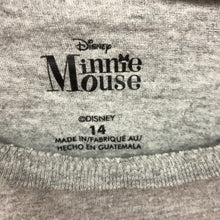 Disney
Minnie
Mouse
©DISNEY
14
MADE IN/FABRIQUÉ AU/
HECHO EN GUATEMALA